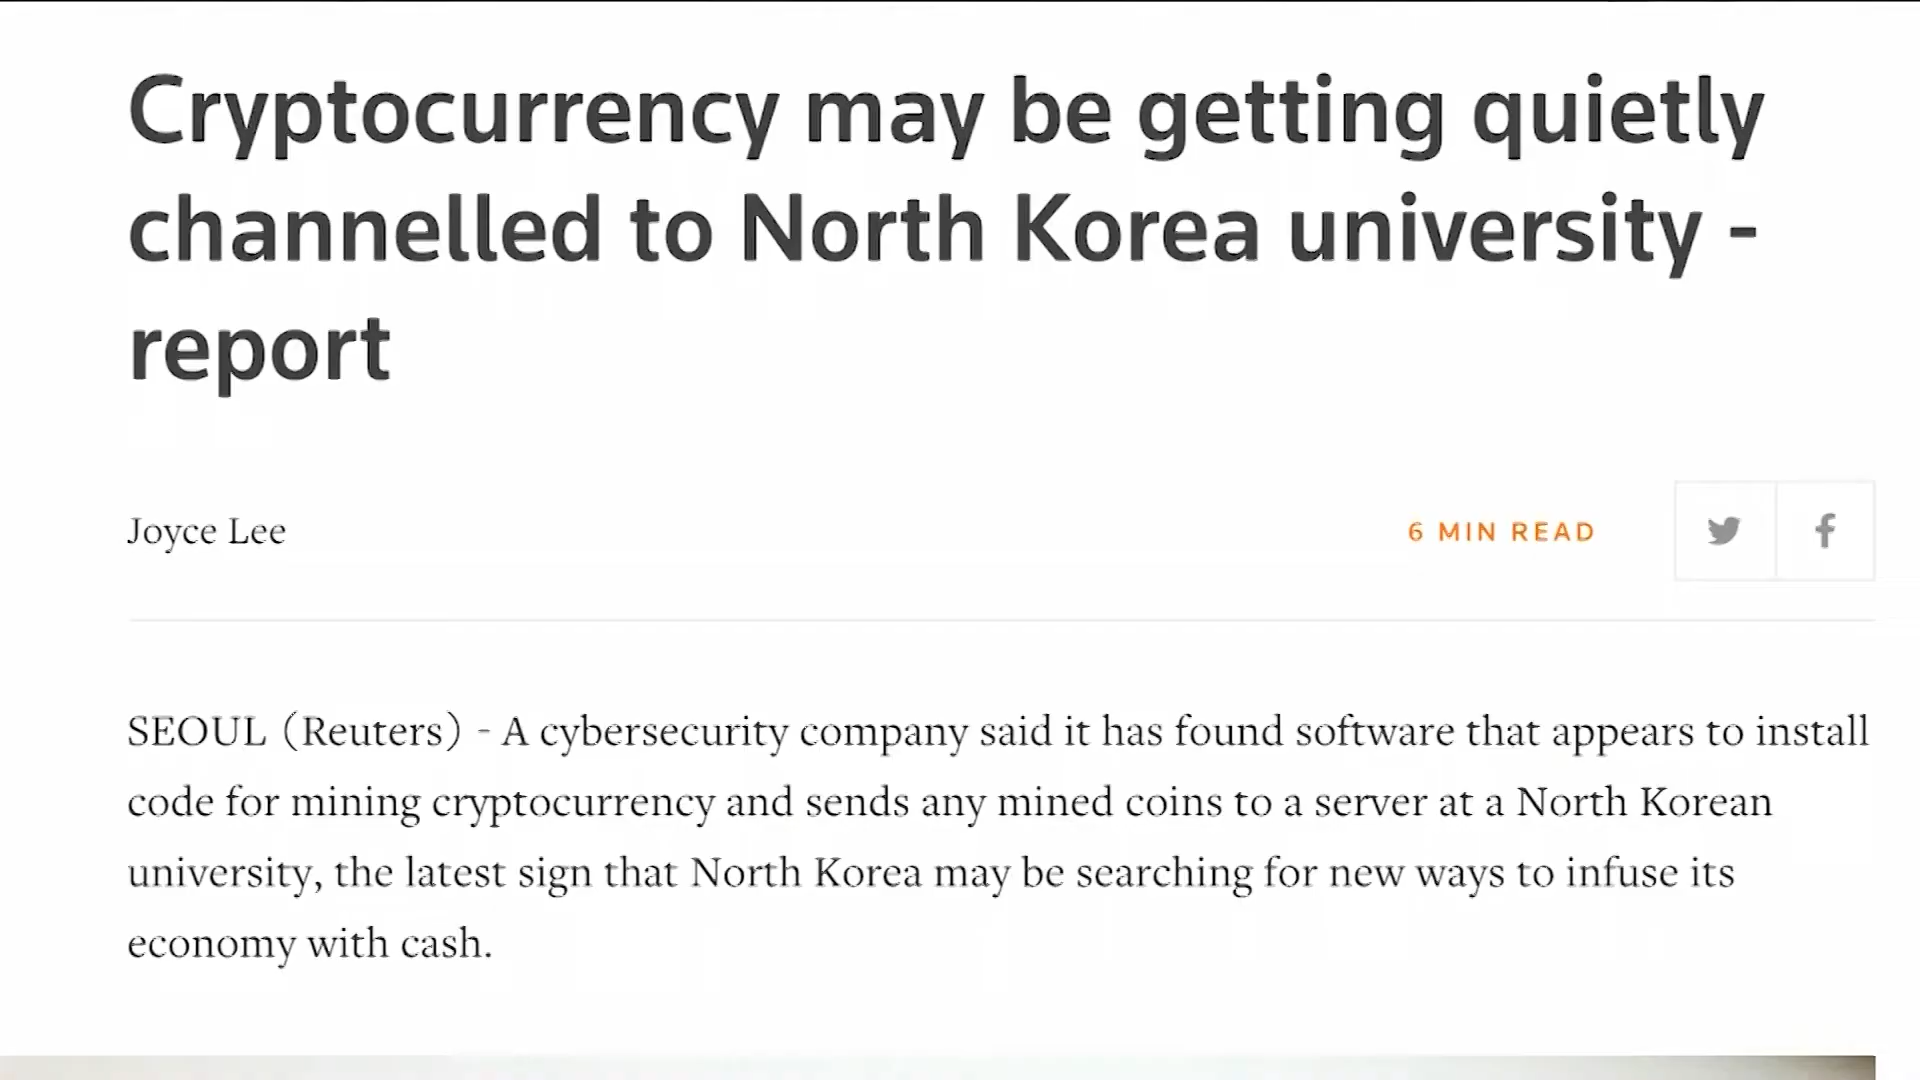 Cryptocurrency may be getting quietly
channelled to North Korea university -
report
Joyce Lee
6 MIN READ
SEOUL (Reuters) - A cybersecurity company said it has found software that appears to install
code for mining cryptocurrency and sends any mined coins to a server at a North Korean
university, the latest sign that North Korea may be searching for new ways to infuse its
economy with cash.